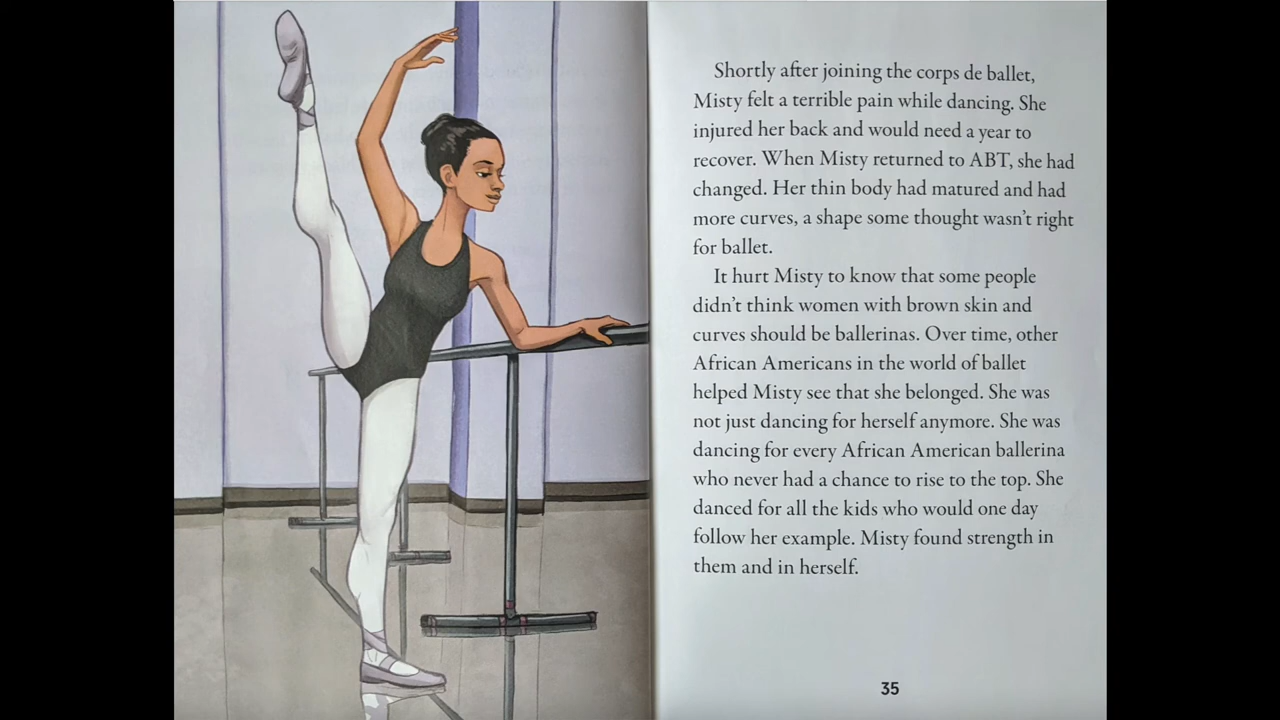 Shortly after joining the corps de ballet,
Misty felt a terrible pain while dancing. She
injured her back and would need a year to
recover. When Misty returned to ABT, she had
changed. Her thin body had matured and had
more curves, a shape some thought wasn’t right
for ballet.
It hurt Misty to know that some people
didn’t think women with brown skin and
curves should be ballerinas. Over time, other
African Americans in the world of ballet
helped Misty see that she belonged. She was
not just dancing for herself anymore. She was
dancing for every African American ballerina
who never had a chance to rise to the top. She
danced for all the kids who would one day
follow her example. Misty found strength in
them and in herself.
35